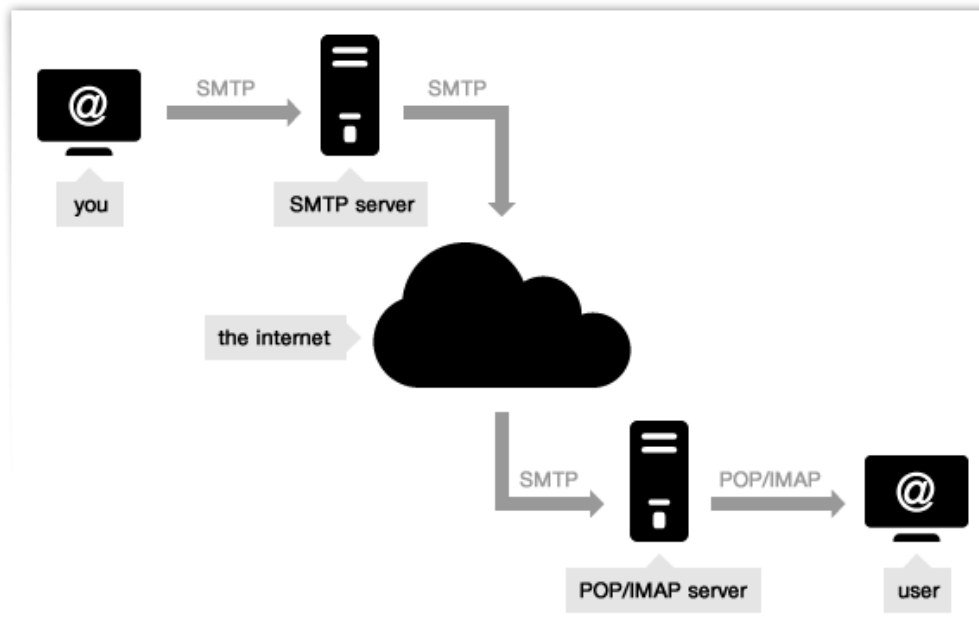 @
SMTP
SMTP
you
SMTP server
the internet
SMTP
POP/IMAP
@
POP/IMAP server
user